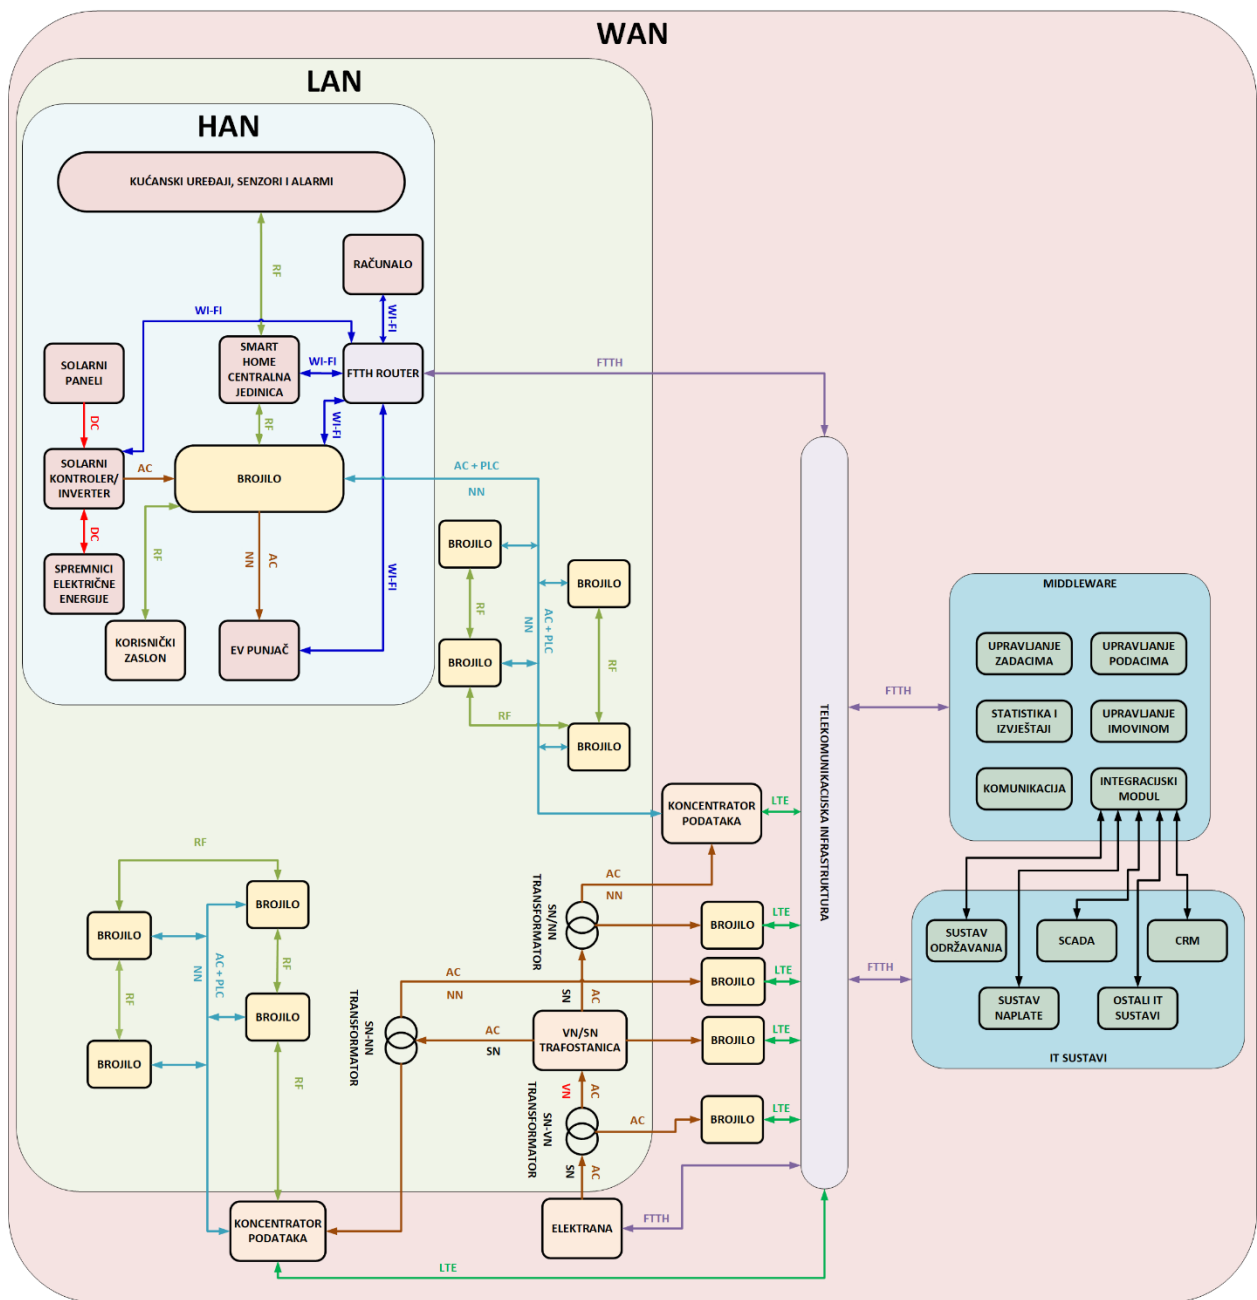 WAN
LAN
HAN
KUĆANSKI UREĐAJI, SENZORI I ALARMI
RF
RAČUNALO
WI-FI
WI-FI
SOLARNI
PANELI
SMART
HOME
CENTRALNA
JEDINICA
WI-FI
FTTH ROUTER
FTTH
DC
RF
WI-FI
SOLARNI
KONTROLER/
INVERTER
AC
BROJILO
AC + PLC
NN
DC
RF
NN
AC
WI-FI
SPREMNICI
ELEKTRIČNE
ENERGIJE
KORISNIČKI
ZASLON
EV PUNJAČ
BROJILO
BROJILO
RF
NN
AC + PLC
RF
BROJILO
RF
BROJILO
TELEKOMUNIKACIJSKA INFRASTRUKTURA
FTTH
MIDDLEWARE
UPRAVLJANJE
ZADACIMA
UPRAVLJANJE
PODACIMA
STATISTIKA I
IZVJEŠTAJI
UPRAVLJANJE
IMOVINOM
KOMUNIKACIJA
INTEGRACIJSKI
MODUL
KONCENTRATOR
PODATAKA
LTE
RF
BROJILO
BROJILO
NN
AC + PLC
RF
RF
BROJILO
BROJILO
RF
SN/NN
TRANSFORMATOR
AC
NN
BROJILO
LTE
AC
NN
BROJILO
LTE
SN
AC
SN-NN
TRANSFORMATOR
AC
SN
VN/SN
TRAFOSTANICA
BROJILO
LTE
VN
AC
SN-VN
TRANSFORMATOR
AC
BROJILO
LTE
SN
AC
FTTH
SUSTAV
ODRŽAVANJA
SCADA
CRM
SUSTAV
NAPLATE
OSTALI IT
SUSTAVI
IT SUSTAVI
KONCENTRATOR
PODATAKA
ELEKTRANA
FTTH
LTE